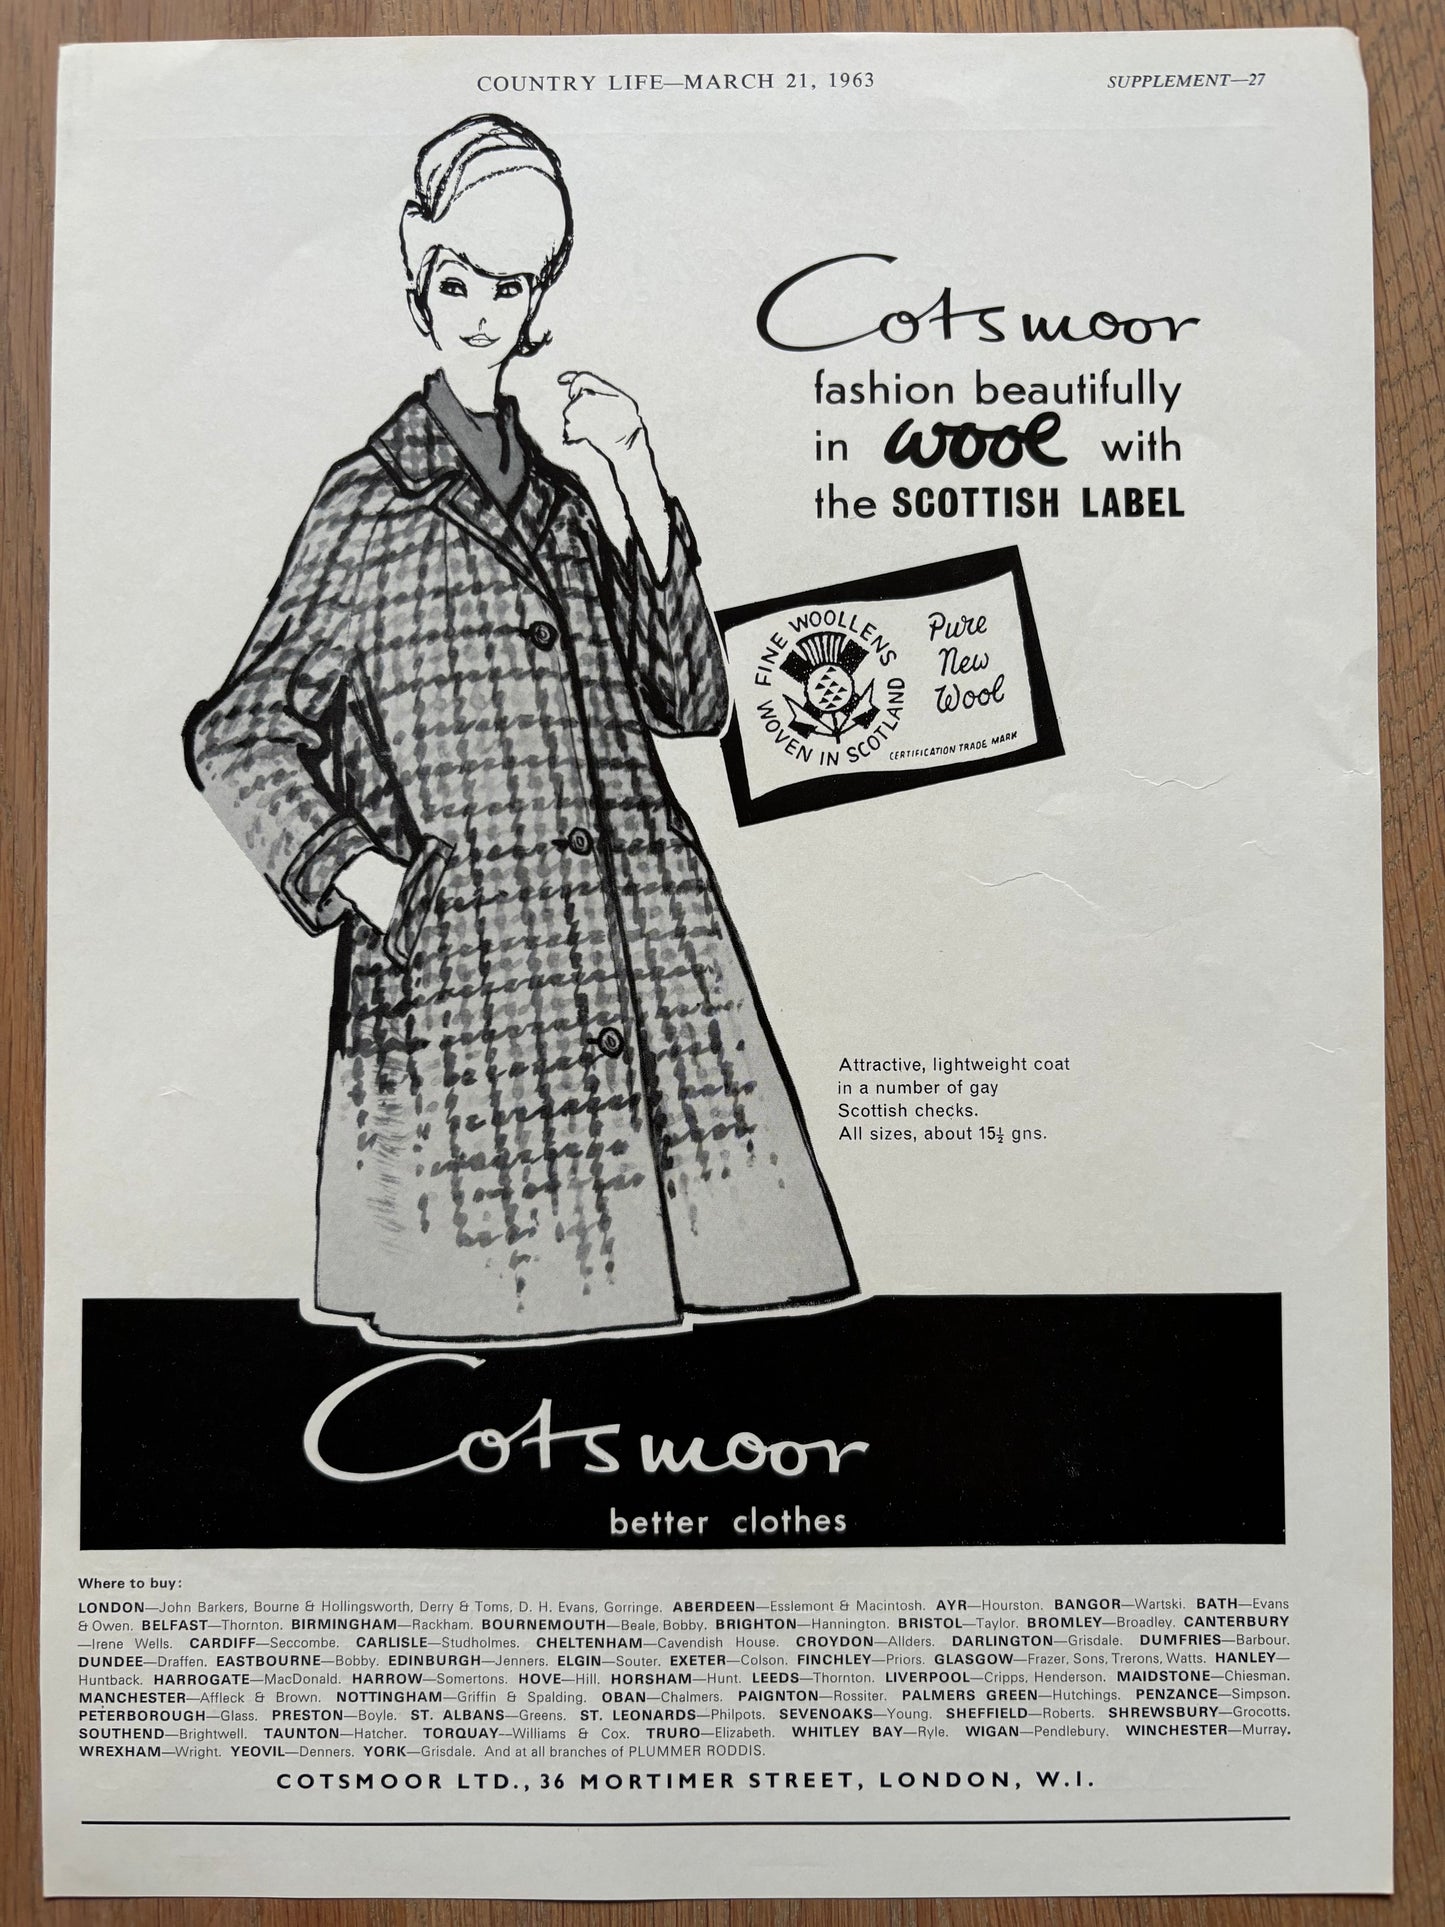 COUNTRY LIFE—MARCH 21, 1963
SUPPLEMENT—27
Cotsmoor
fashion beautifully
in wool with
the SCOTTISH LABEL
FINE WOOLLENS
WOVEN IN SCOTLAND
Pure
New
Wool
CERTIFICATION TRADE MARK
Attractive, lightweight coat
in a number of gay
Scottish checks.
All sizes, about 15½ gns.
Cotsmoor
better clothes
Where to buy:
LONDON—John Barkers, Bourne & Hollingsworth, Derry & Toms, D. H. Evans, Gorringe. ABERDEEN—Esslemont & Macintosh. AYR—Hourston. BANGOR—Wartski. BATH—Evans
& Owen. BELFAST—Thornton. BIRMINGHAM—Rackham. BOURNEMOUTH—Beale, Bobby. BRIGHTON—Hannington. BRISTOL—Taylor. BROMLEY—Broadley. CANTERBURY
—Irene Wells. CARDIFF—Seccombe. CARLISLE—Studholmes. CHELTENHAM—Cavendish House. CROYDON—Allders. DARLINGTON—Grisdale. DUMFRIES—Barbour.
DUNDEE—Draffen. EASTBOURNE—Bobby. EDINBURGH—Jenners. ELGIN—Souter. EXETER—Colson. FINCHLEY—Priors. GLASGOW—Frazer, Sons, Trerons, Watts. HANLEY—
Huntback. HARROGATE—MacDonald. HARROW—Somertons. HOVE—Hill. HORSHAM—Hunt. LEEDS—Thornton. LIVERPOOL—Cripps, Henderson. MAIDSTONE—Chiesman.
MANCHESTER—Affleck & Brown. NOTTINGHAM—Griffin & Spalding. OBAN—Chalmers. PAIGNTON—Rossiter. PALMERS GREEN—Hutchings. PENZANCE—Simpson.
PETERBOROUGH—Glass. PRESTON—Boyle. ST. ALBANS—Greens. ST. LEONARDS—Philpots. SEVENOAKS—Young. SHEFFIELD—Roberts. SHREWSBURY—Grocotts.
SOUTHEND—Brightwell. TAUNTON—Hatcher. TORQUAY—Williams & Cox. TRURO—Elizabeth. WHITLEY BAY—Ryle. WIGAN—Pendlebury. WINCHESTER—Murray.
WREXHAM—Wright. YEOVIL—Denners. YORK—Grisdale. And at all branches of PLUMMER RODDIS.
COTSMOOR LTD., 36 MORTIMER STREET, LONDON, W.I.